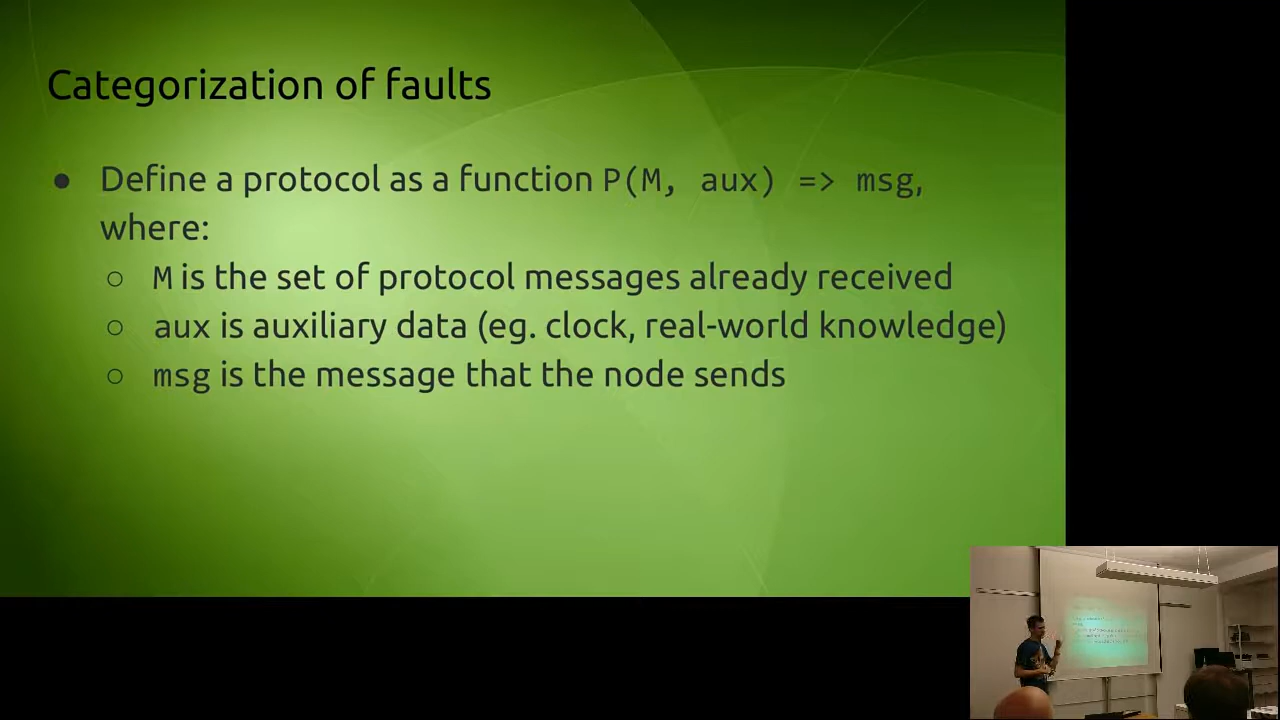 Categorization of faults
● Define a protocol as a function P(M, aux) => msg,
where:
○ M is the set of protocol messages already received
○ aux is auxiliary data (eg. clock, real-world knowledge)
○ msg is the message that the node sends